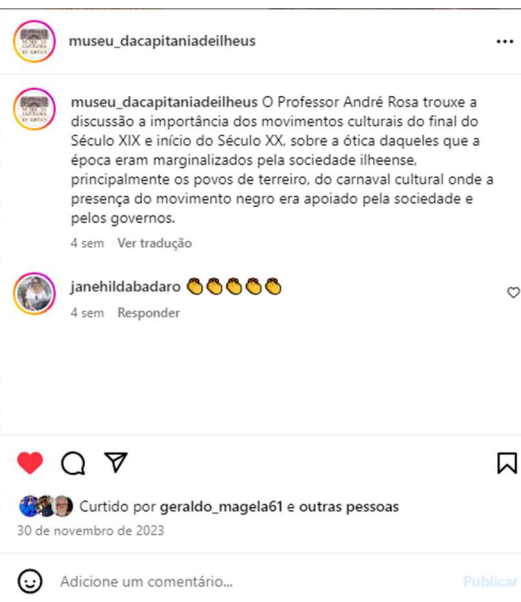 museu_dacapitaniadeilheus
museu_dacapitaniadeilheus O Professor André Rosa trouxe a
discussão a importância dos movimentos culturais do final do
Século XIX e início do Século XX, sobre a ótica daqueles que a
época eram marginalizados pela sociedade ilheense,
principalmente os povos de terreiro, do carnaval cultural onde a
presença do movimento negro era apoiado pela sociedade e
pelos governos.
4 sem Ver tradução
janehildabadaro 👏👏👏👏👏
4 sem Responder
Curtido por geraldo_magela61 e outras pessoas
30 de novembro de 2023
Adicione um comentário...
Publicar